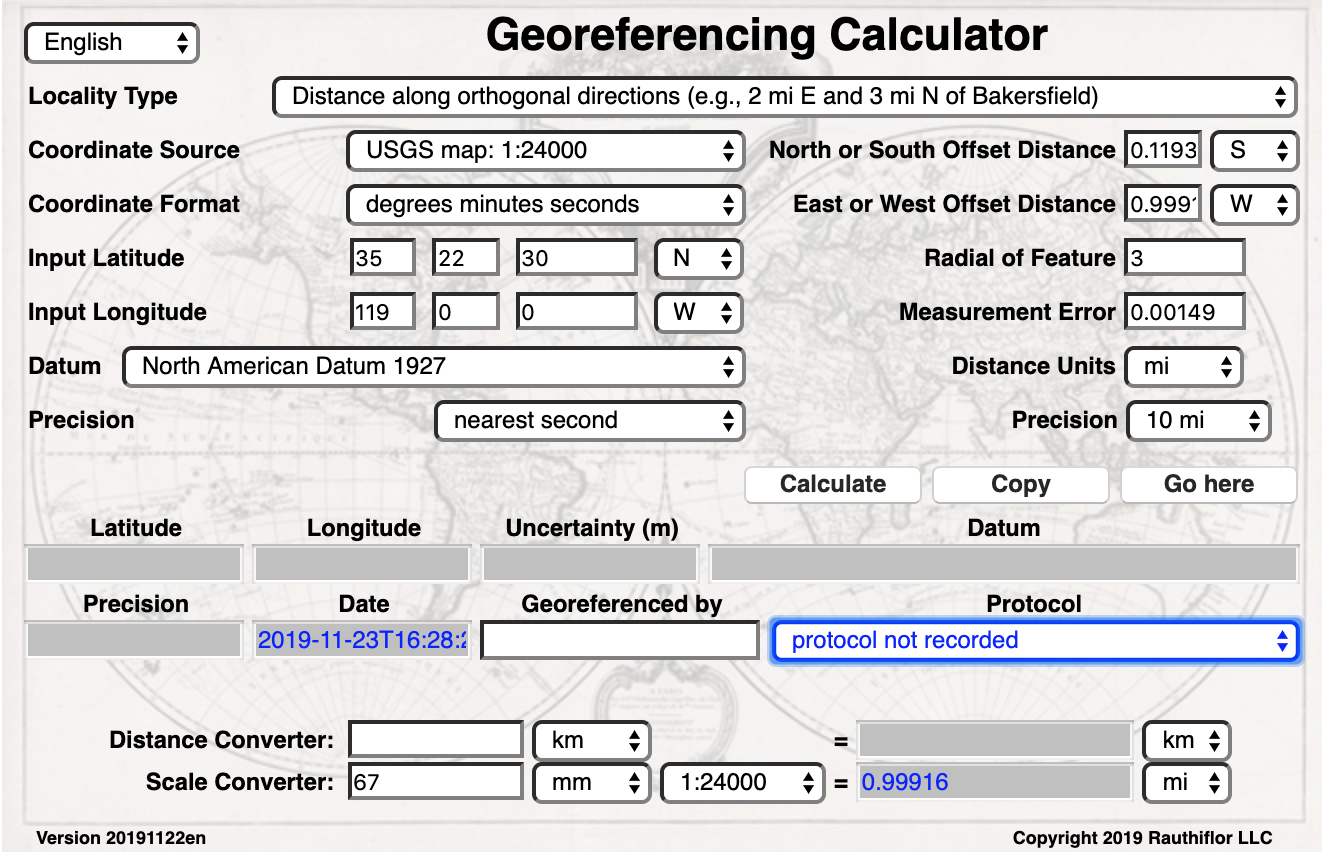 English
Georeferencing Calculator
Locality Type Distance along orthogonal directions (e.g., 2 mi E and 3 mi N of Bakersfield)
Coordinate Source USGS map: 1:24000 North or South Offset Distance 0.1193 S
Coordinate Format degrees minutes seconds East or West Offset Distance 0.999 W
Input Latitude 35 22 30 N Radial of Feature 3
Input Longitude 119 0 0 W Measurement Error 0.00149
Datum North American Datum 1927 Distance Units mi
Precision nearest second Precision 10 mi
Calculate Copy Go here
Latitude Longitude Uncertainty (m) Datum
Precision Date Georeferenced by Protocol
2019-11-23T16:28: protocol not recorded
Distance Converter: km = km
Scale Converter: 67 mm 1:24000 = 0.99916 mi
Version 20191122en Copyright 2019 Rauthiflor LLC